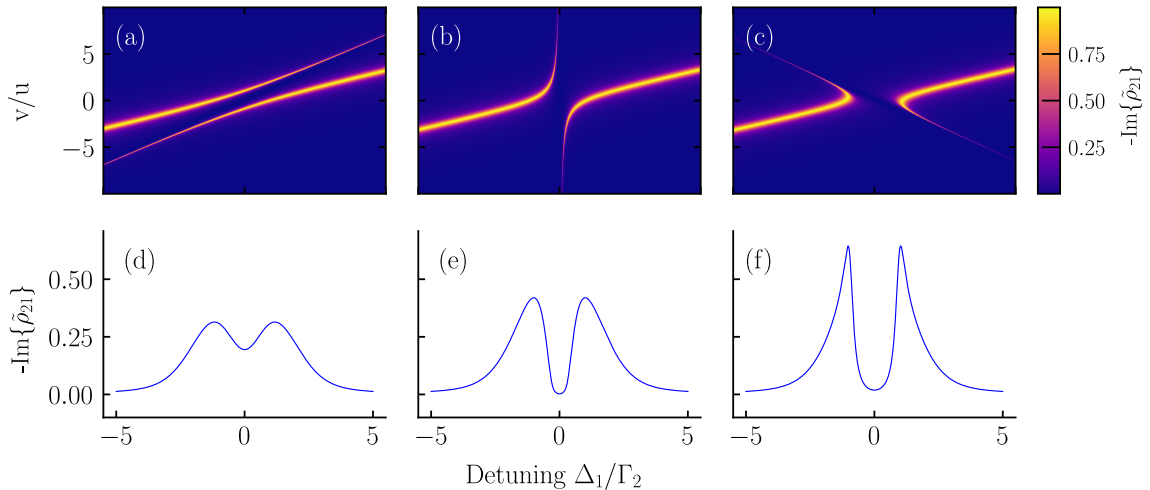 (a) (b) (c)
5
0
−5
v/u
0.75
0.50
0.25
-Im{ρ̃₂₁}
(d) (e) (f)
0.50
0.25
0.00
-Im{ρ̃₂₁}
−5 0 5 −5 0 5 −5 0 5
Detuning Δ₁/Γ₂